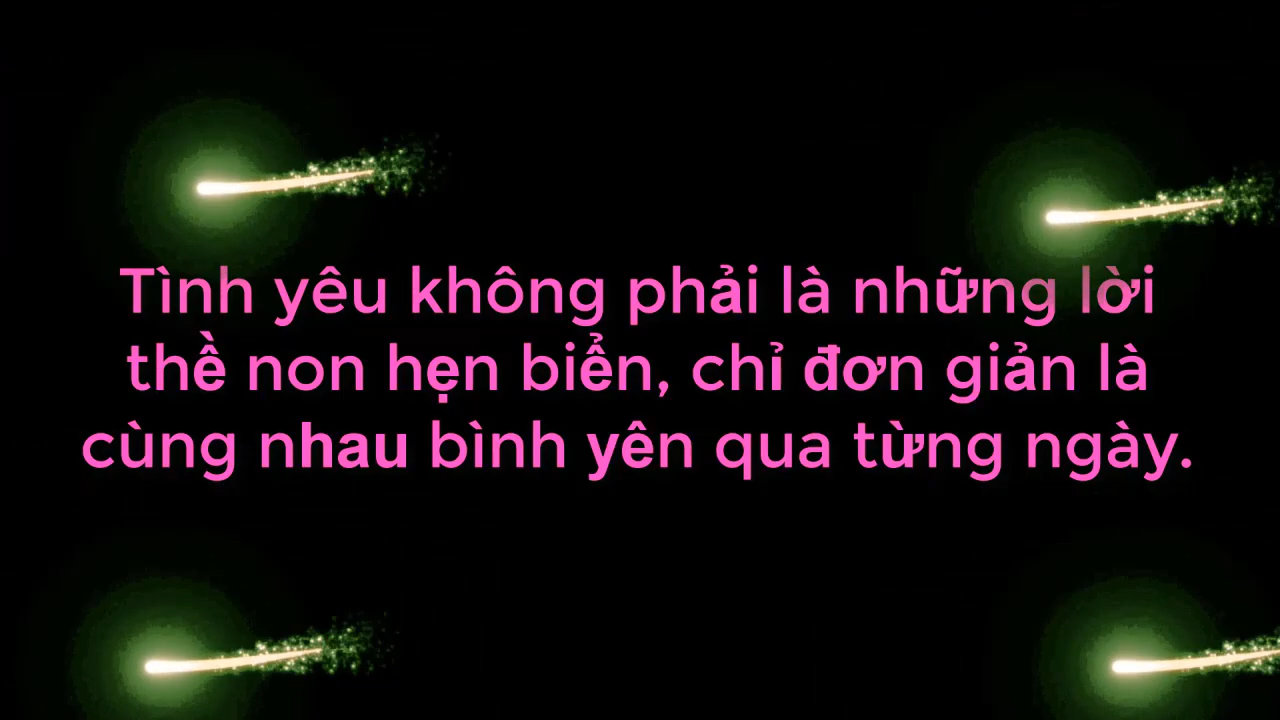 Tình yêu không phải là những lời
thề non hẹn biển, chỉ đơn giản là
cùng nhau bình yên qua từng ngày.